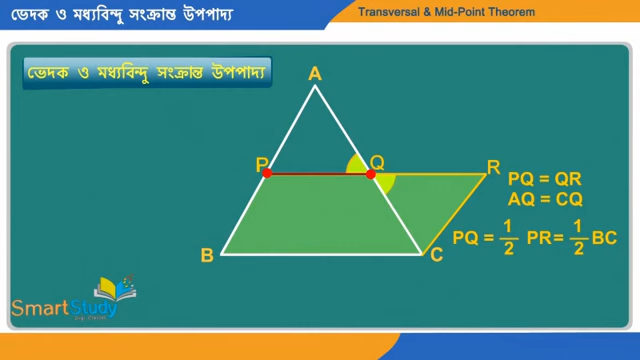 ভেদক ও মধ্যবিন্দু সংক্রান্ত উপপাদ্য
Transversal & Mid-Point Theorem
ভেদক ও মধ্যবিন্দু সংক্রান্ত উপপাদ্য
A
P
Q
R
PQ = QR
AQ = CQ
PQ = 1/2 PR = 1/2 BC
B
C
SmartStudy